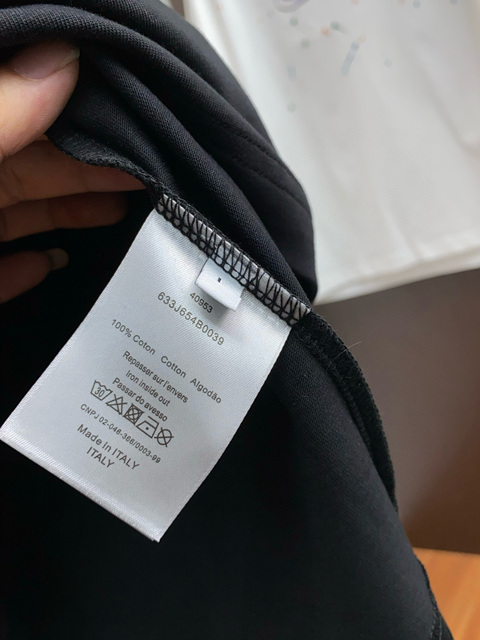 40953
633J654B0039
100% Coton Cotton Algodão
Repasser sur l'envers
Iron inside out
Passar do avesso
30
CNPJ 02-046-366/0003-99
Made in ITALY
ITALY